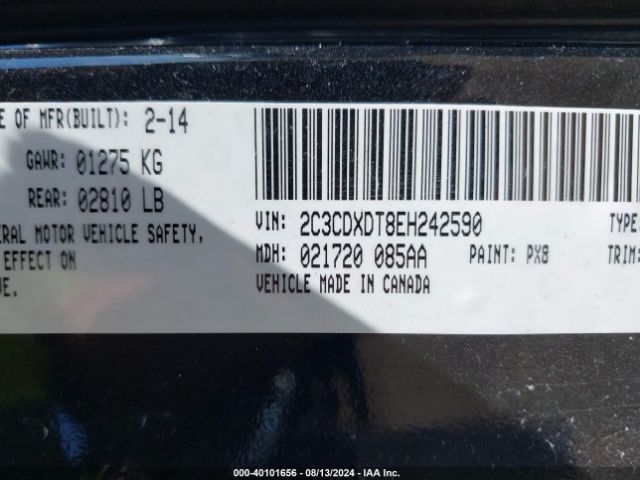 E OF MFR(BUILT): 2-14
GAWR: 01275 KG
REAR: 02810 LB
ERAL MOTOR VEHICLE SAFETY,
EFFECT ON
VE.
VIN: 2C3CDXDT8EH242590
TYPE:
MDH: 021720 085AA PAINT: PX8 TRIM:
VEHICLE MADE IN CANADA
000-40101656 - 08/13/2024 - IAA Inc.